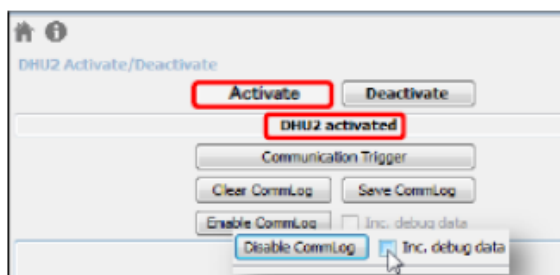 DHU2 Activate/Deactivate
Activate Deactivate
DHU2 activated
Communication Trigger
Clear CommLog Save CommLog
Enable CommLog Inc. debug data
Disable CommLog Inc. debug data